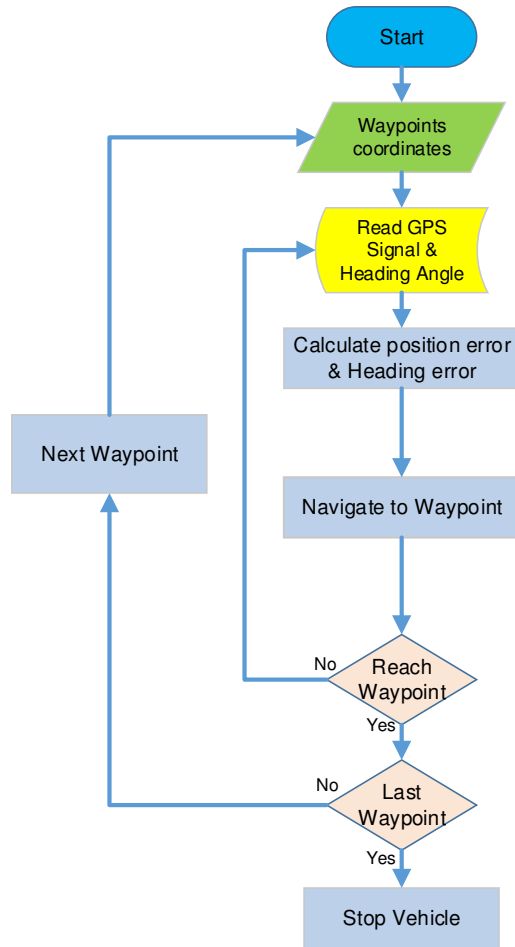 Start
Waypoints
coordinates
Read GPS
Signal &
Heading Angle
Calculate position error
& Heading error
Next Waypoint
Navigate to Waypoint
No
Reach
Waypoint
Yes
No
Last
Waypoint
Yes
Stop Vehicle